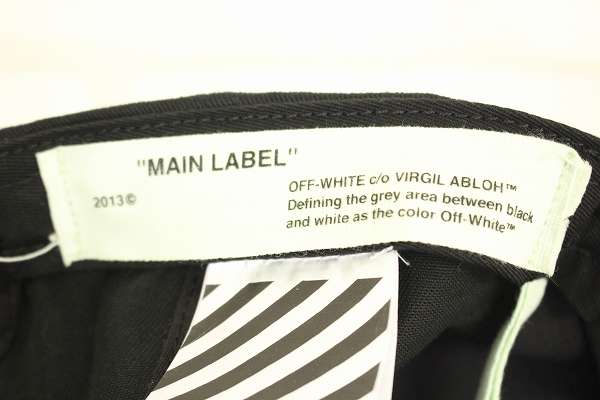 "MAIN LABEL"
2013©
OFF-WHITE c/o VIRGIL ABLOH™
Defining the grey area between black
and white as the color Off-White™